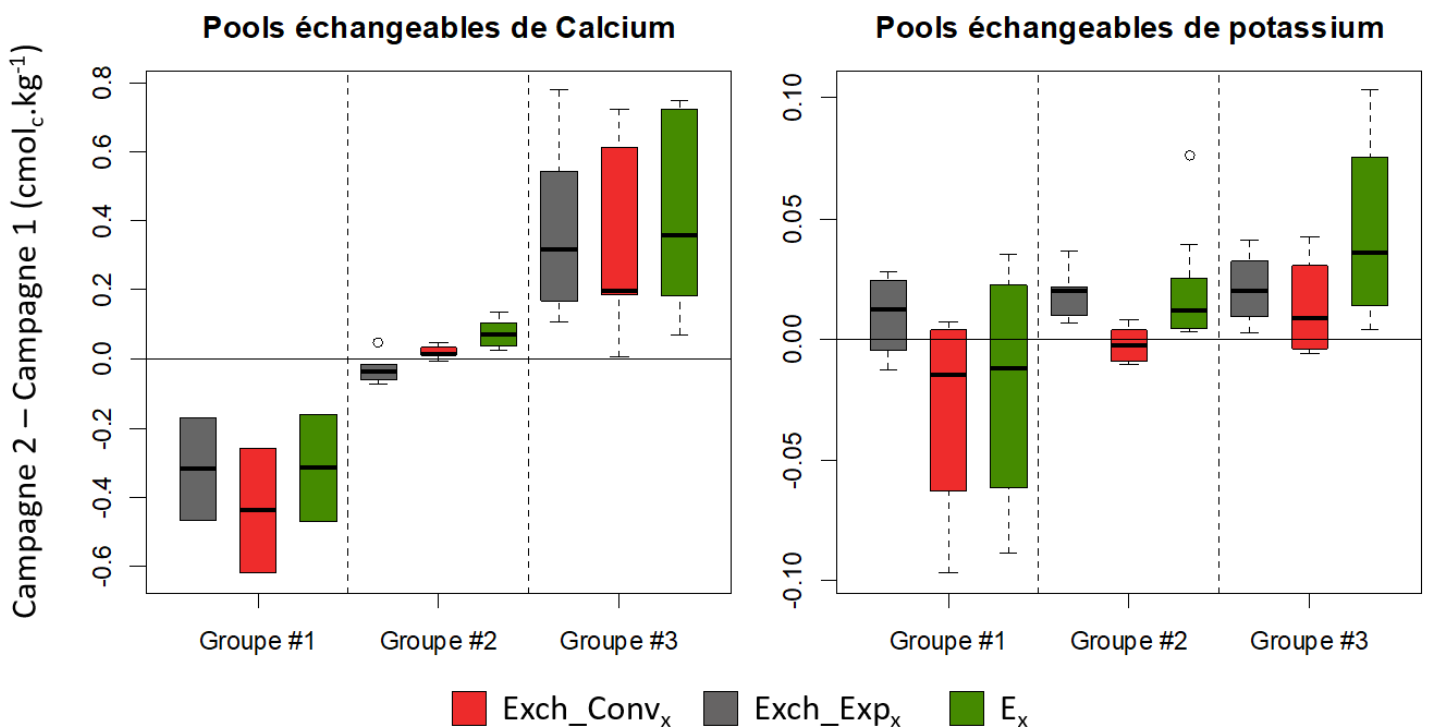 Pools échangeables de Calcium
Pools échangeables de potassium
Campagne 2 – Campagne 1 (cmolc.kg-1)
0.8
0.6
0.4
0.2
0.0
-0.2
-0.4
-0.6
0.10
0.05
0.00
-0.05
-0.10
Groupe #1 Groupe #2 Groupe #3
Groupe #1 Groupe #2 Groupe #3
Exch_Convx Exch_Expx Ex